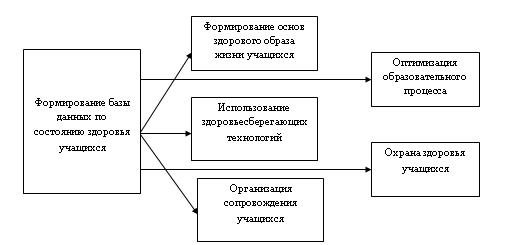 Формирование базы
данных по
состоянию здоровья
учащихся
Формирование основ
здорового образа
жизни учащихся
Оптимизация
образовательного
процесса
Использование
здоровьесберегающих
технологий
Охрана здоровья
учащихся
Организация
сопровождения
учащихся